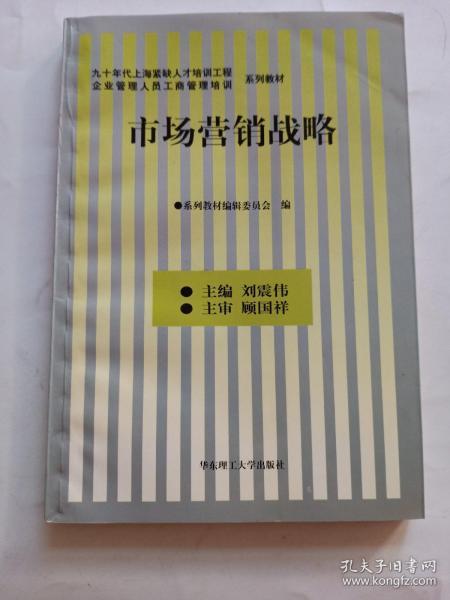 九十年代上海紧缺人才培训工程
企业管理人员工商管理培训
系列教材
市场营销战略
●系列教材编辑委员会 编
● 主编 刘震伟
● 主审 顾国祥
华东理工大学出版社
孔夫子旧书网
www.kongfz.com